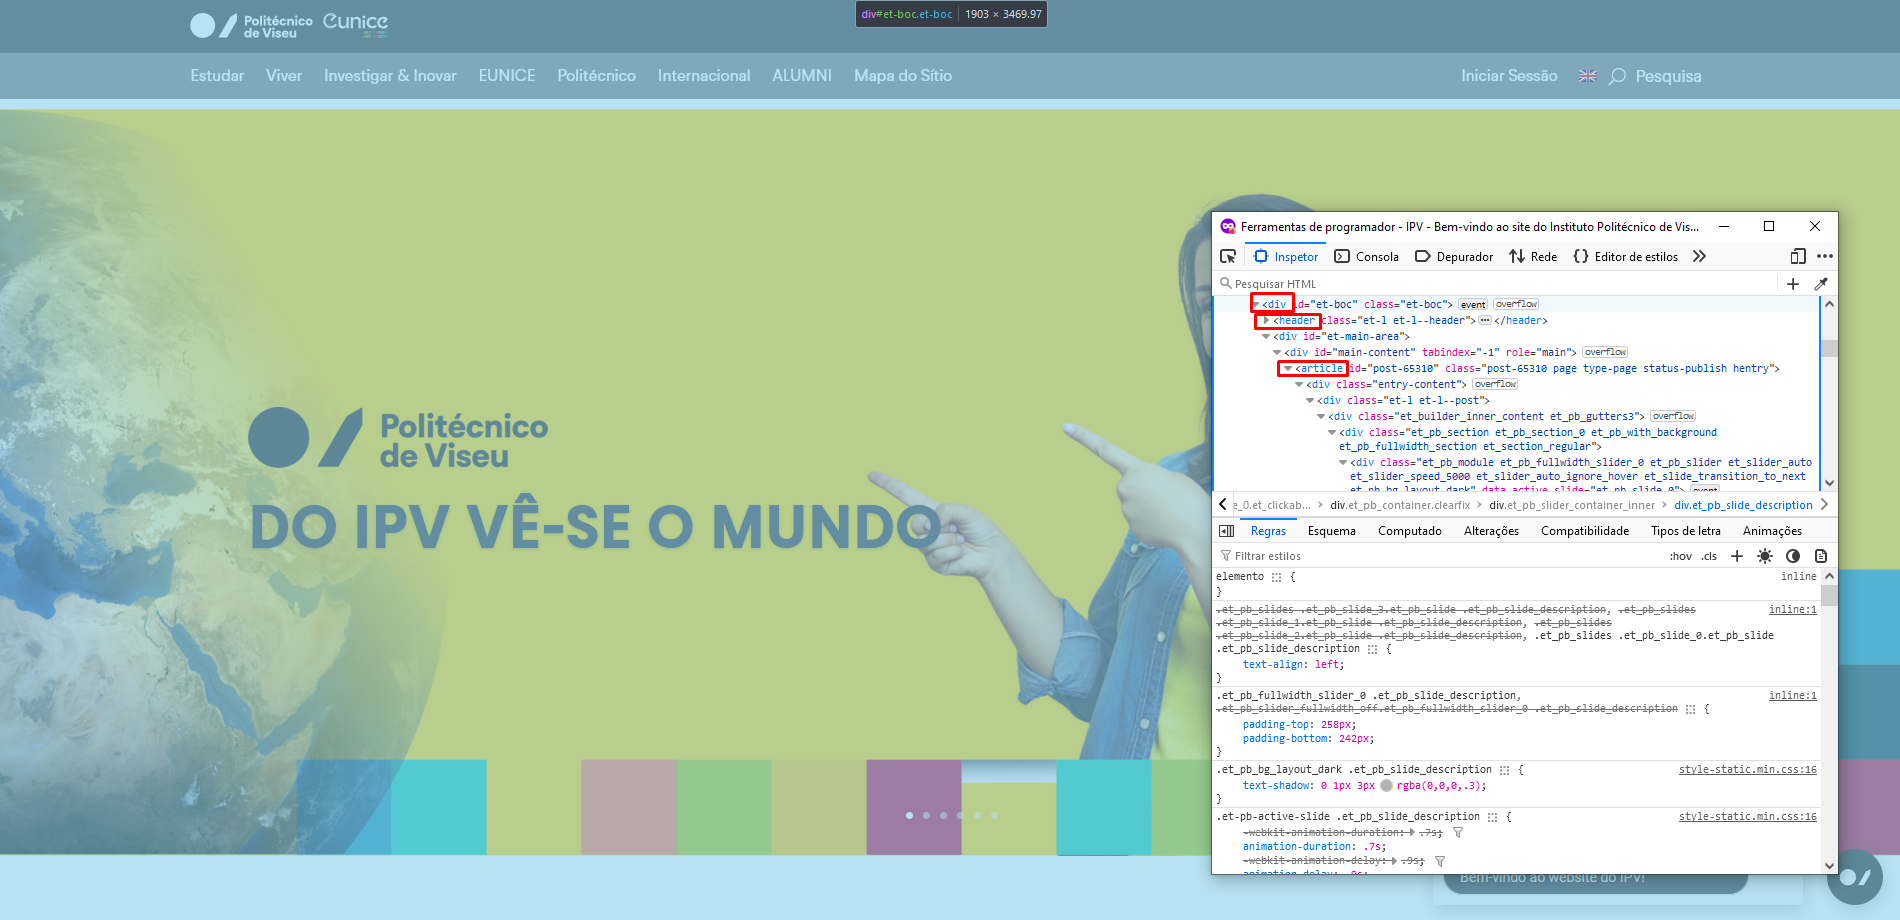 div#et-boc.et-boc | 1903 × 3469.97
Politécnico
de Viseu
eunice
Estudar Viver Investigar & Inovar EUNICE Politécnico Internacional ALUMNI Mapa do Sítio Iniciar Sessão Pesquisa
Politécnico
de Viseu
DO IPV VÊ-SE O MUNDO
Ferramentas de programador - IPV - Bem-vindo ao site do Instituto Politécnico de Vis...
Inspetor Consola Depurador Rede Editor de estilos
Pesquisar HTML
<div id="et-boc" class="et-boc"> event overflow
<header class="et-l et-l--header"> ••• </header>
<div id="et-main-area">
<div id="main-content" tabindex="-1" role="main"> overflow
<article id="post-65310" class="post-65310 page type-page status-publish hentry">
<div class="entry-content"> overflow
<div class="et-l et-l--post">
<div class="et_builder_inner_content et_pb_gutters3"> overflow
<div class="et_pb_section et_pb_section_0 et_pb_with_background
et_pb_fullwidth_section et_section_regular">
<div class="et_pb_module et_pb_fullwidth_slider_0 et_pb_slider et_slider_auto
et_slider_speed_5000 et_slider_auto_ignore_hover et_slide_transition_to_next
et_pb_bg_layout_dark" data-active-slide="et_pb_slide_0"> event
e_0.et_clickab... > div.et_pb_container.clearfix > div.et_pb_slider_container_inner > div.et_pb_slide_description
Regras Esquema Computado Alterações Compatibilidade Tipos de letra Animações
Filtrar estilos :hov .cls
elemento { inline
}
.et_pb_slides .et_pb_slide_3.et_pb_slide .et_pb_slide_description, .et_pb_slides inline:1
.et_pb_slide_1.et_pb_slide .et_pb_slide_description, .et_pb_slides
.et_pb_slide_2.et_pb_slide .et_pb_slide_description, .et_pb_slides .et_pb_slide_0.et_pb_slide
.et_pb_slide_description {
text-align: left;
}
.et_pb_fullwidth_slider_0 .et_pb_slide_description, inline:1
.et_pb_slider_fullwidth_off.et_pb_fullwidth_slider_0 .et_pb_slide_description {
padding-top: 258px;
padding-bottom: 242px;
}
.et_pb_bg_layout_dark .et_pb_slide_description { style-static.min.css:16
text-shadow: 0 1px 3px rgba(0,0,0,.3);
}
.et-pb-active-slide .et_pb_slide_description { style-static.min.css:16
-webkit-animation-duration: .7s;
animation-duration: .7s;
-webkit-animation-delay: .9s;
animation-delay: .9s;
Bem-vindo ao website do IPV!